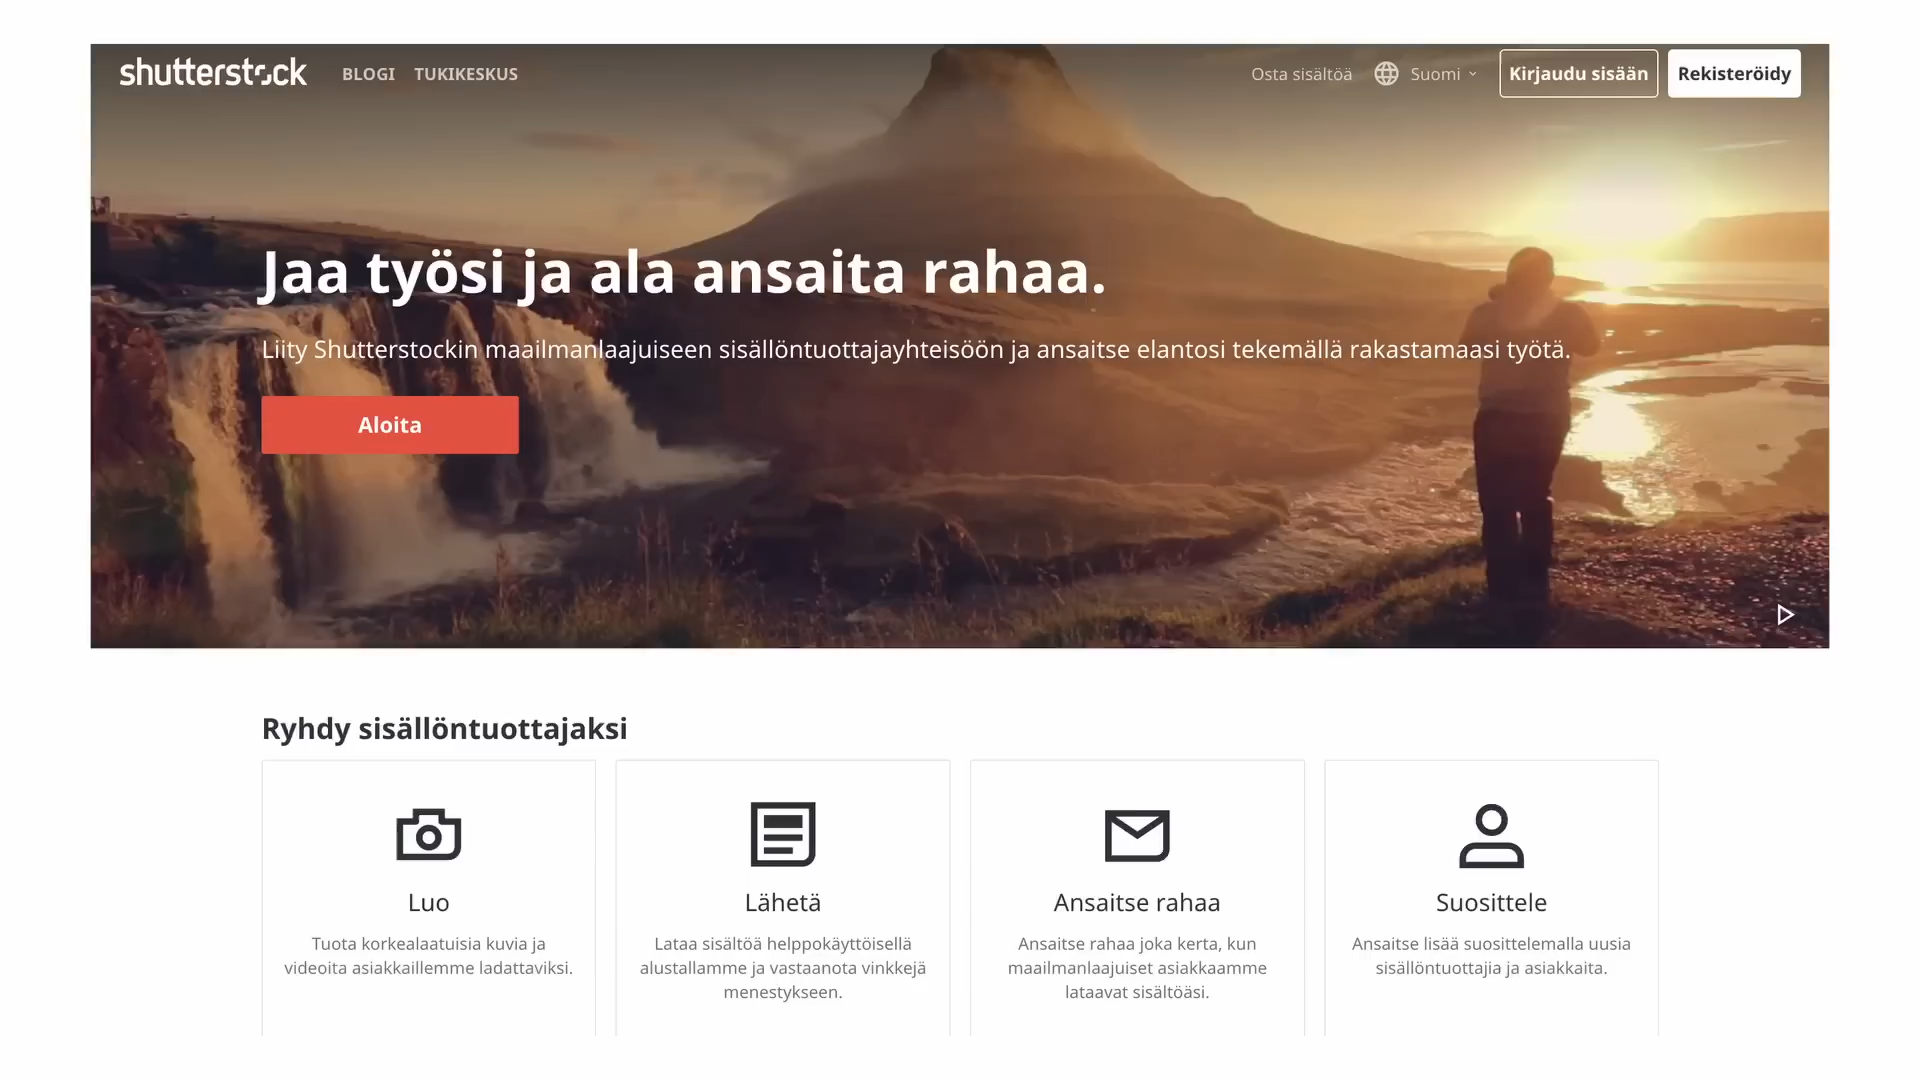 shutterstock
BLOGI
TUKIKESKUS
Osta sisältöä
Suomi
Kirjaudu sisään
Rekisteröidy
Jaa työsi ja ala ansaita rahaa.
Liity Shutterstockin maailmanlaajuiseen sisällöntuottajayhteisöön ja ansaitse elantosi tekemällä rakastamaasi työtä.
Aloita
Ryhdy sisällöntuottajaksi
Luo
Tuota korkealaatuisia kuvia ja
videoita asiakkaillemme ladattaviksi.
Lähetä
Lataa sisältöä helppokäyttöisellä
alustallamme ja vastaanota vinkkejä
menestykseen.
Ansaitse rahaa
Ansaitse rahaa joka kerta, kun
maailmanlaajuiset asiakkaamme
lataavat sisältöäsi.
Suosittele
Ansaitse lisää suosittelemalla uusia
sisällöntuottajia ja asiakkaita.